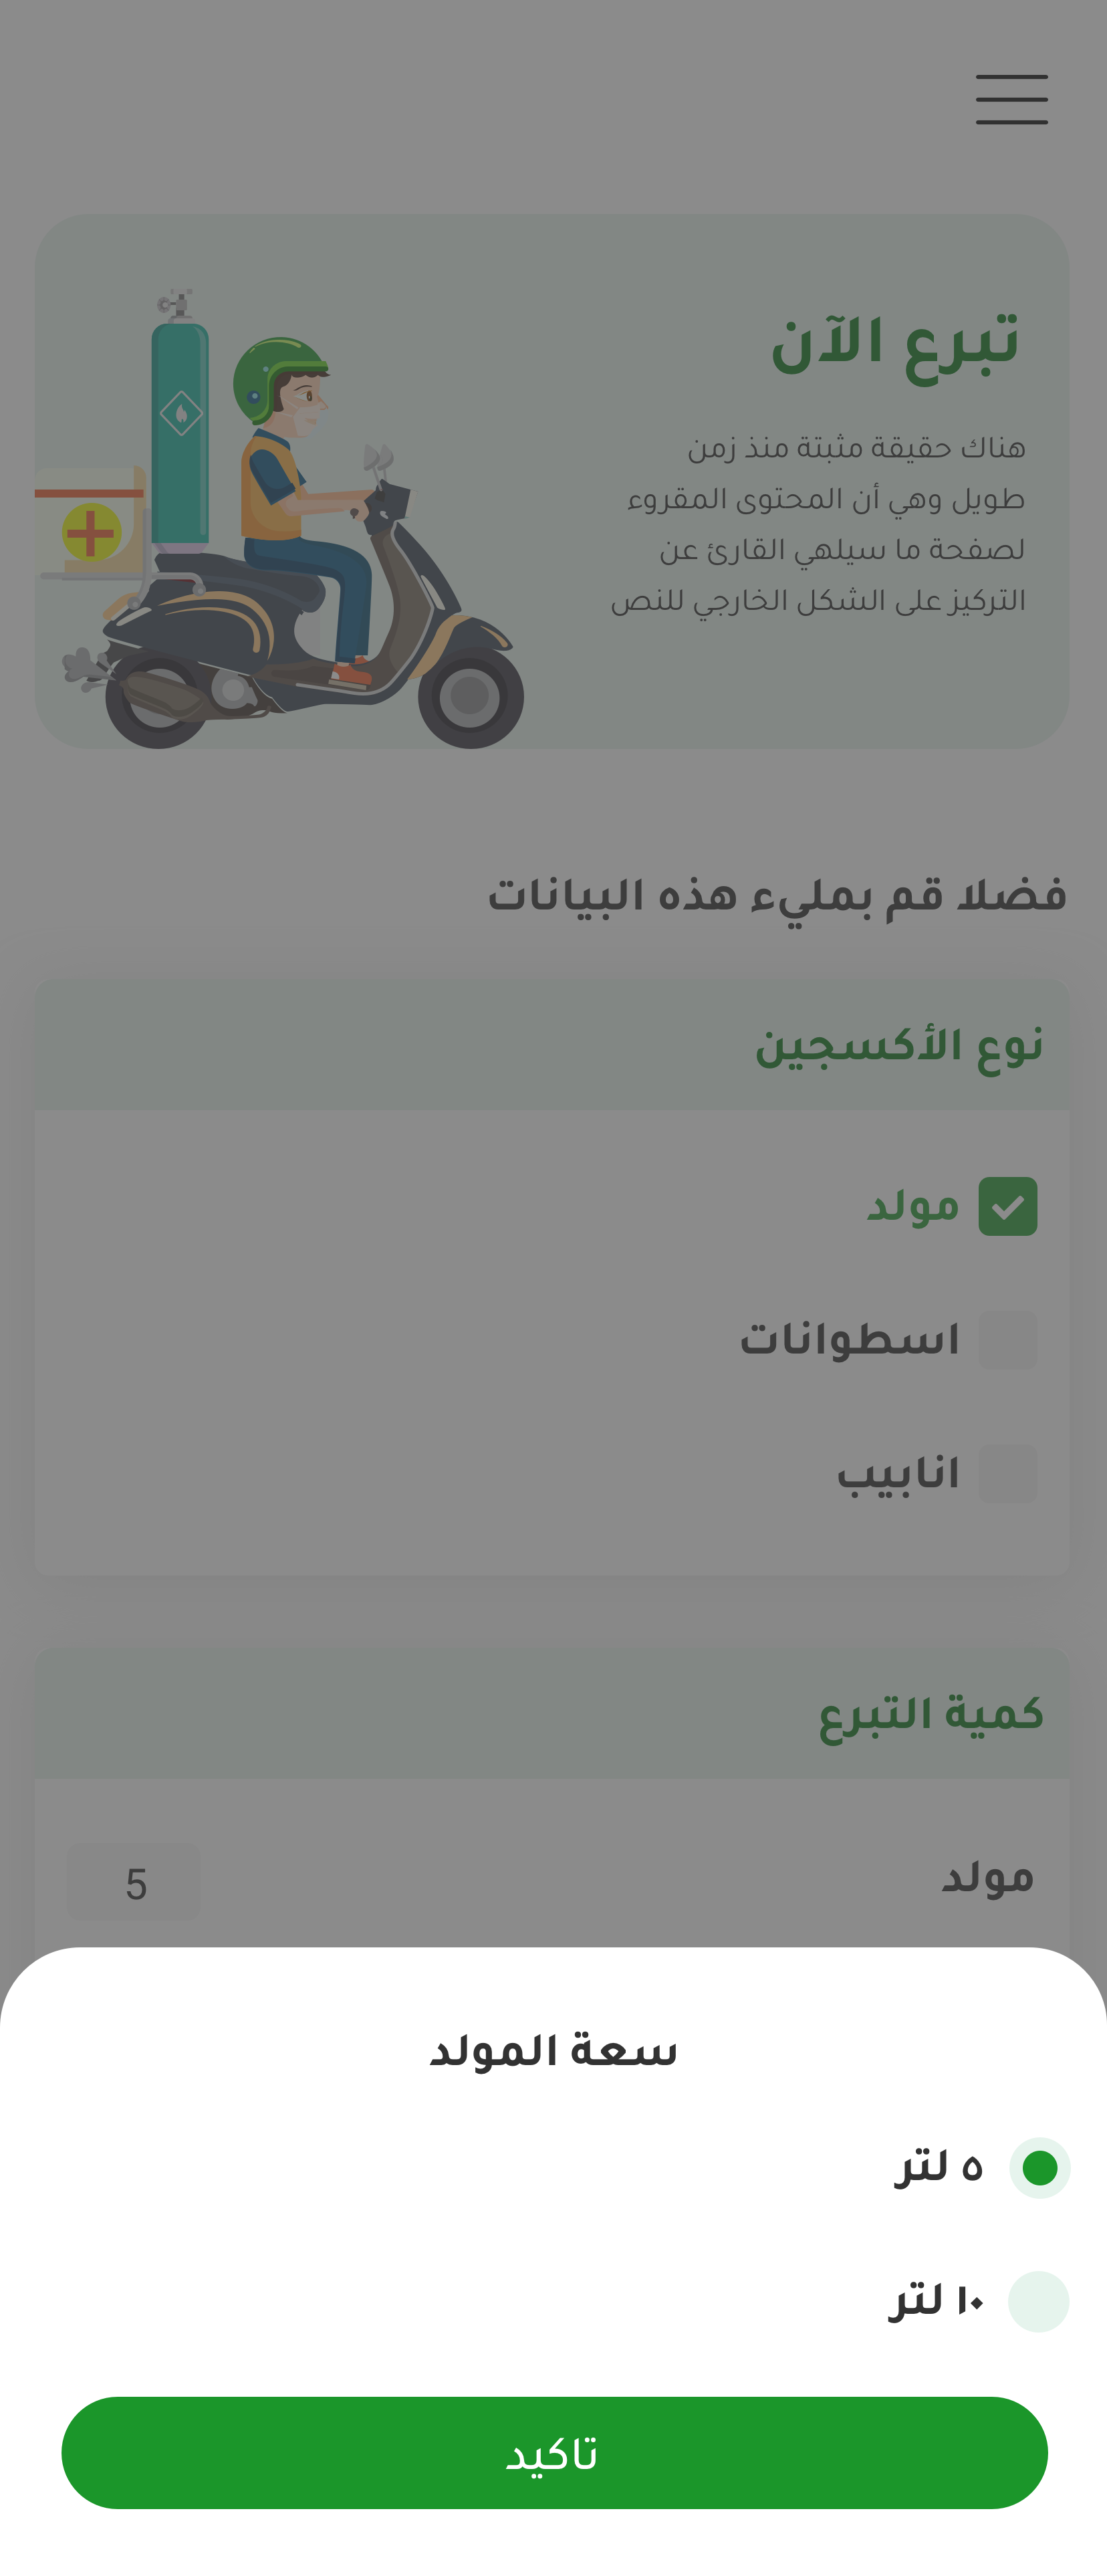 تبرع الآن
هناك حقيقة مثبتة منذ زمن
طويل وهي أن المحتوى المقروء
لصفحة ما سيلهي القارئ عن
التركيز على الشكل الخارجي للنص
فضلا قم بمليء هذه البيانات
نوع الأكسجين
مولد
اسطوانات
انابيب
كمية التبرع
مولد
5
سعة المولد
٥ لتر
١٠ لتر
تاكيد